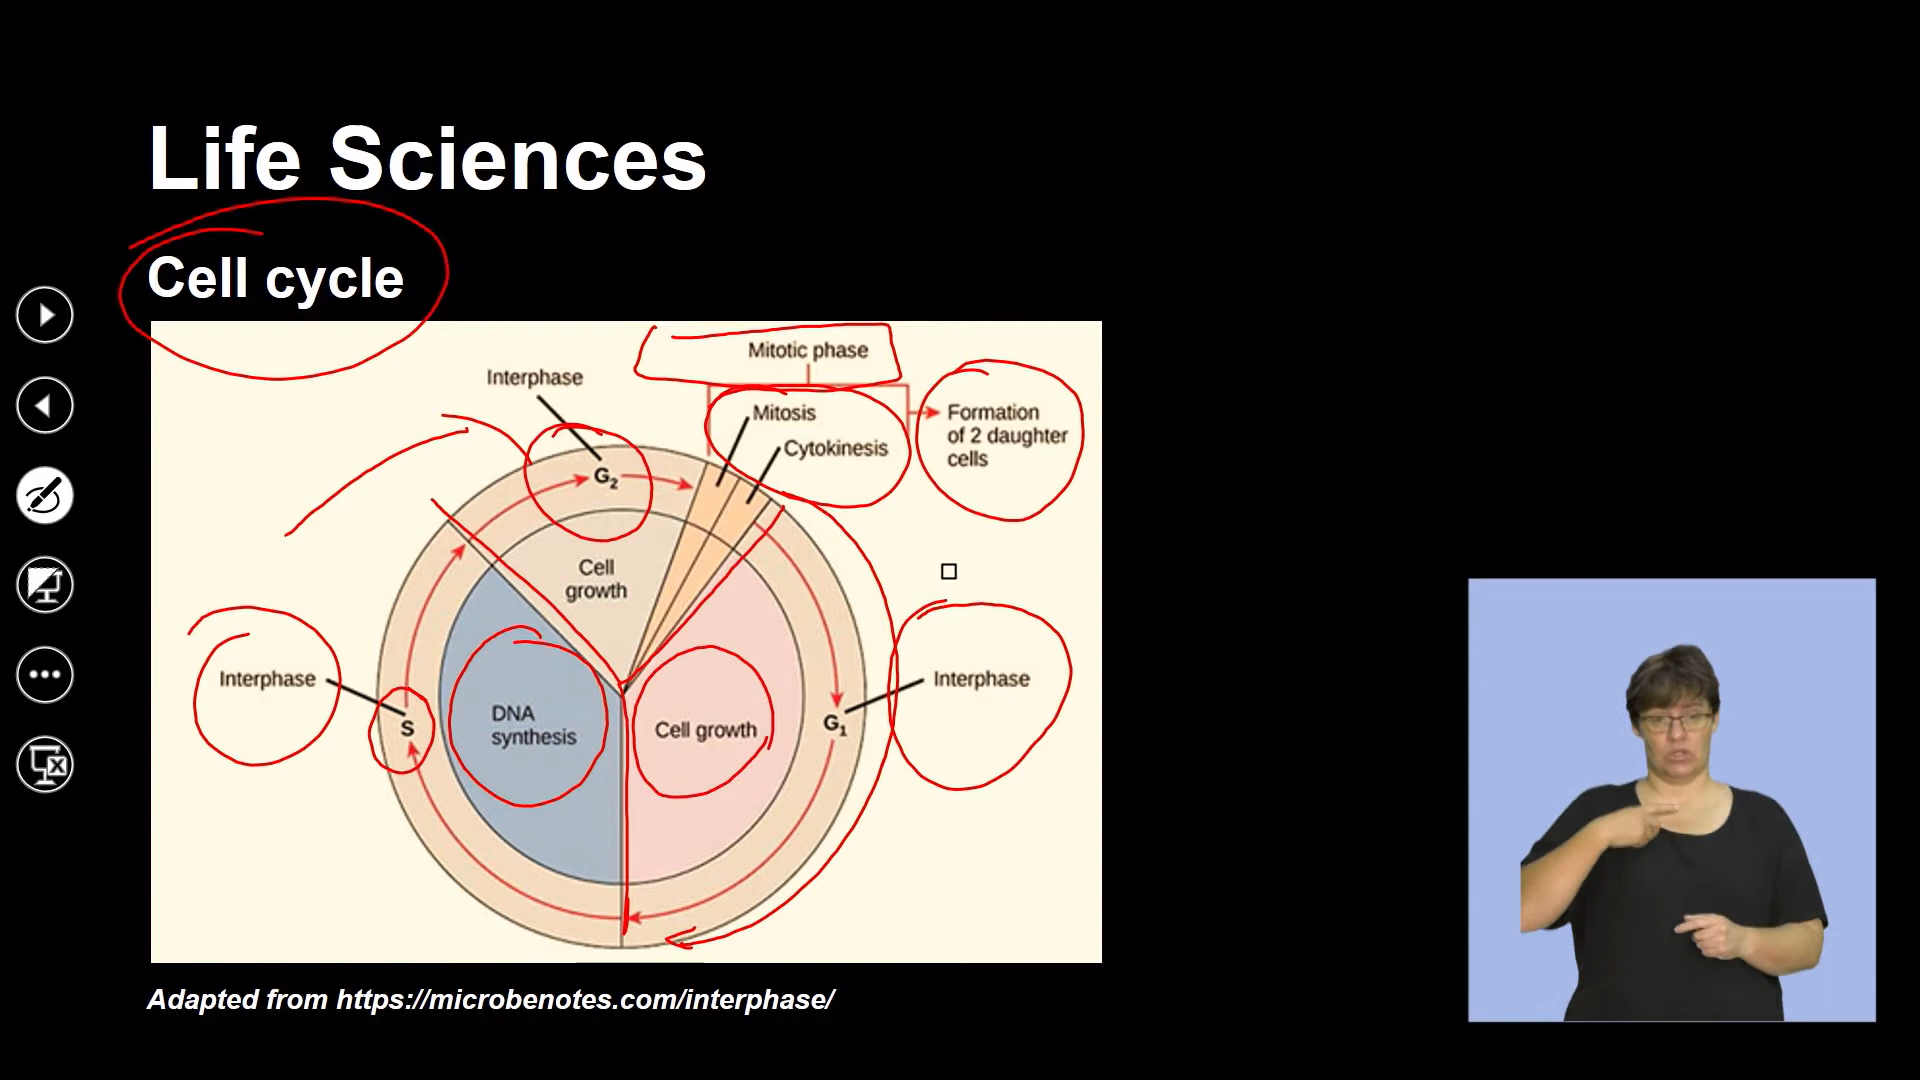 Life Sciences
Cell cycle
Mitotic phase
Interphase
Mitosis
Cytokinesis
Formation
of 2 daughter
cells
G₂
Cell
growth
Interphase
S
DNA
synthesis
Cell growth
G₁
Interphase
Adapted from https://microbenotes.com/interphase/